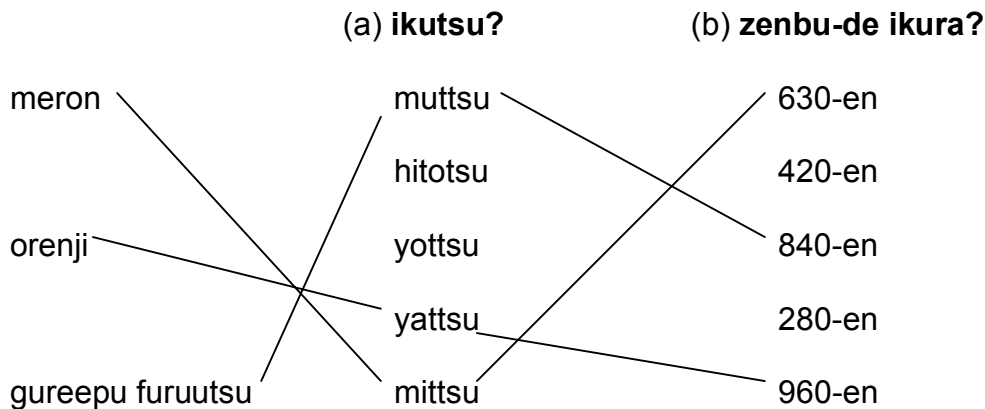 (a) ikutsu? (b) zenbu-de ikura?
meron muttsu 630-en
hitotsu 420-en
orenji yottsu 840-en
yattsu 280-en
gureepu furuutsu mittsu 960-en